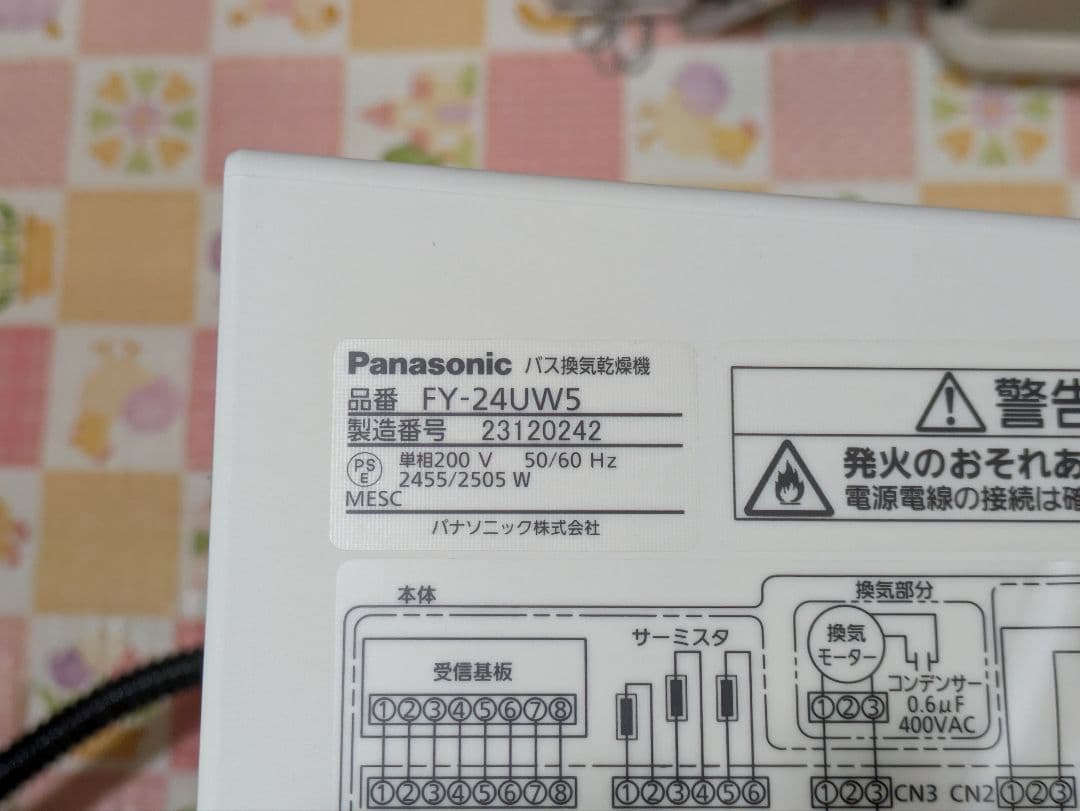 Panasonic バス換気乾燥機
品番 FY-24UW5
製造番号 23120242
PS E 単相200 V 50/60 Hz
2455/2505 W
MESC
パナソニック株式会社
警告
発火のおそれあ
電源電線の接続は確
本体
換気部分
サーミスタ
換気
モーター
受信基板
コンデンサー
0.6μF
400VAC
①②③④⑤⑥⑦⑧
①②③
①②③④⑤⑥⑦⑧
①②③④⑤⑥
①②③ CN3
CN2 ①②③